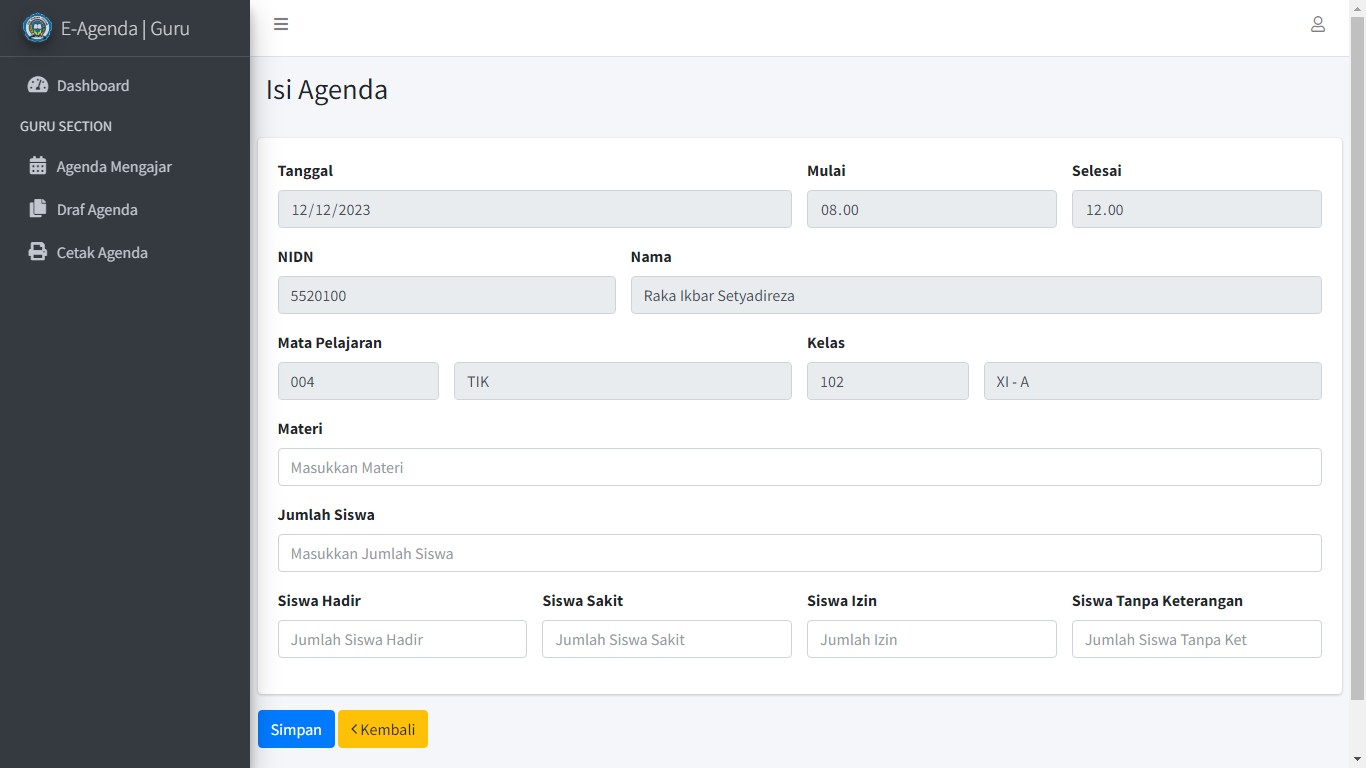 E-Agenda | Guru
Dashboard
GURU SECTION
Agenda Mengajar
Draf Agenda
Cetak Agenda
Isi Agenda
Tanggal Mulai Selesai
12/12/2023 08.00 12.00
NIDN Nama
5520100 Raka Ikbar Setyadireza
Mata Pelajaran Kelas
004 TIK 102 XI - A
Materi
Masukkan Materi
Jumlah Siswa
Masukkan Jumlah Siswa
Siswa Hadir Siswa Sakit Siswa Izin Siswa Tanpa Keterangan
Jumlah Siswa Hadir Jumlah Siswa Sakit Jumlah Izin Jumlah Siswa Tanpa Ket
Simpan Kembali